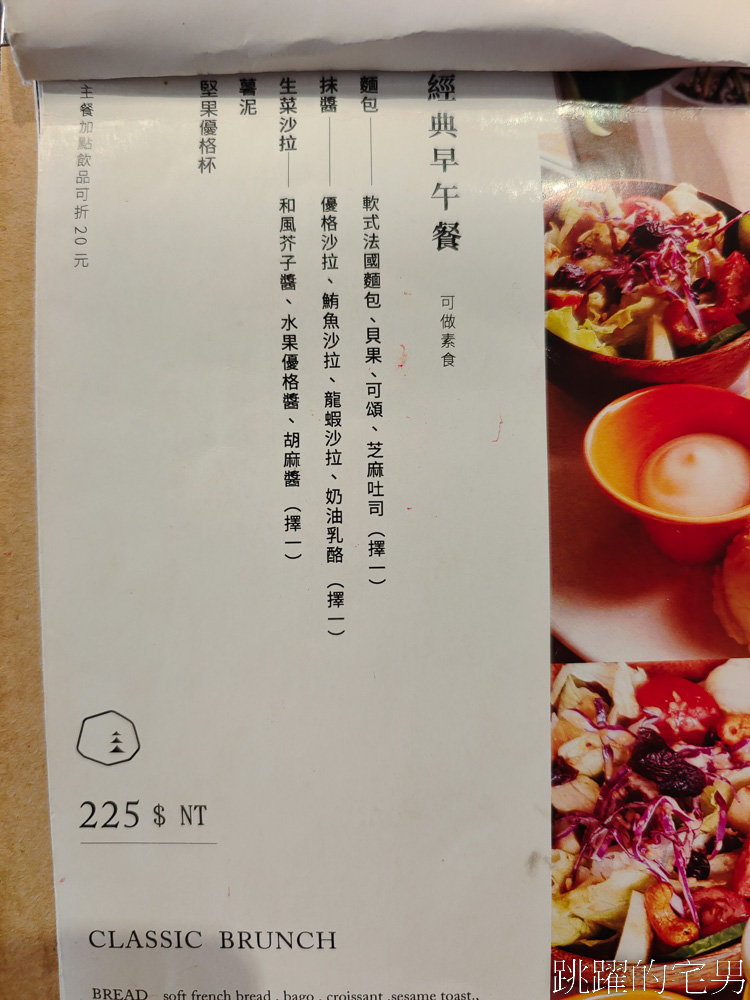 經典早午餐 可做素食
麵包——軟式法國麵包、貝果、可頌、芝麻吐司（擇一）
抹醬——優格沙拉、鮪魚沙拉、龍蝦沙拉、奶油乳酪（擇一）
生菜沙拉——和風芥子醬、水果優格醬、胡麻醬（擇一）
薯泥
堅果優格杯
主餐加點飲品可折 20 元
225 $ NT
CLASSIC BRUNCH
BREAD soft french bread , bago , croissant ,sesame toast..
跳躍的宅男